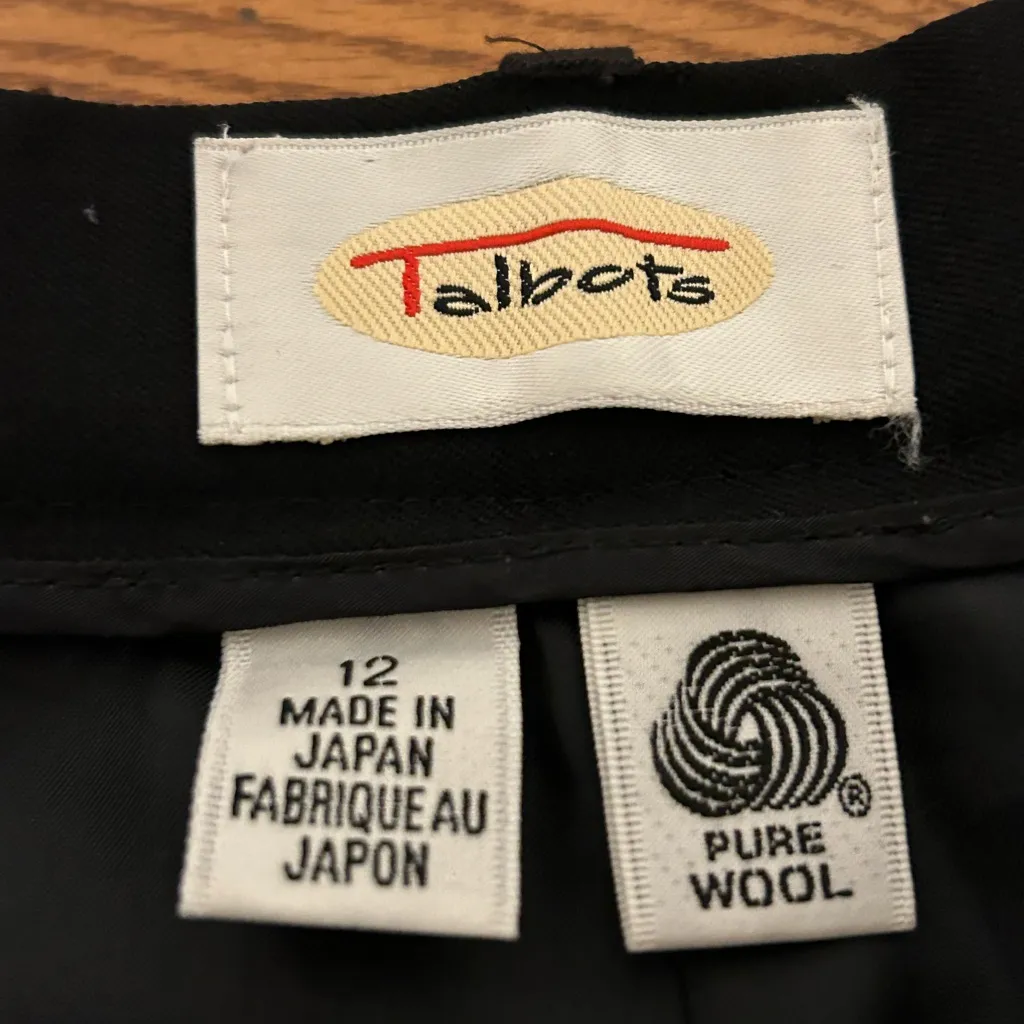 Talbots
12
MADE IN
JAPAN
FABRIQUE AU
JAPON
®
PURE
WOOL